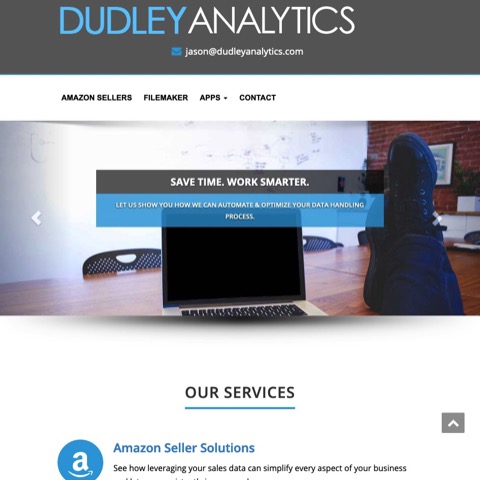 DUDLEYANALYTICS
jason@dudleyanalytics.com
AMAZON SELLERS FILEMAKER APPS CONTACT
SAVE TIME. WORK SMARTER.
LET US SHOW YOU HOW WE CAN AUTOMATE & OPTIMIZE YOUR DATA HANDLING
PROCESS.
OUR SERVICES
Amazon Seller Solutions
See how leveraging your sales data can simplify every aspect of your business